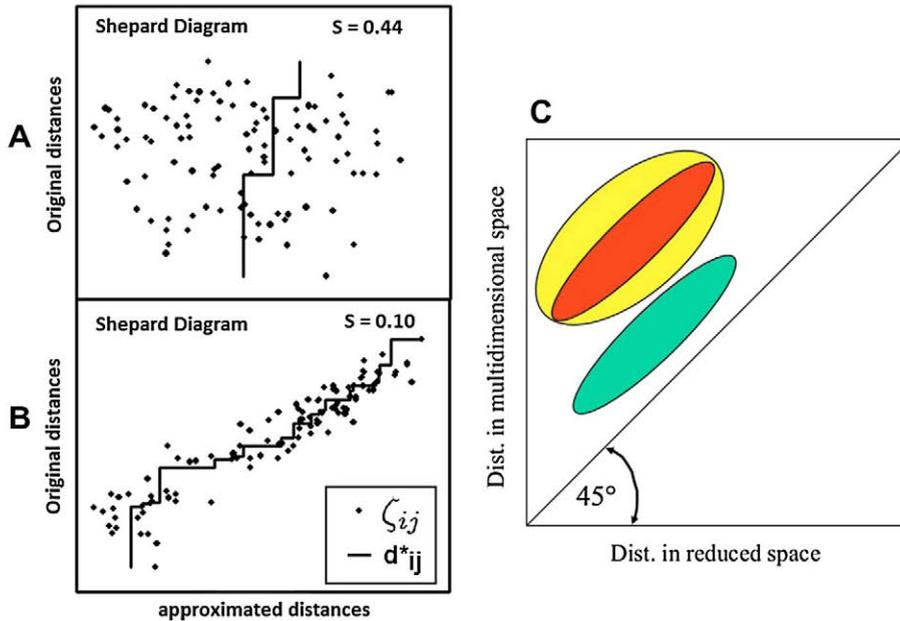 Shepard Diagram S = 0.44
A
Original distances
Shepard Diagram S = 0.10
B
Original distances
ζij
d*ij
approximated distances
C
Dist. in multidimensional space
45°
Dist. in reduced space